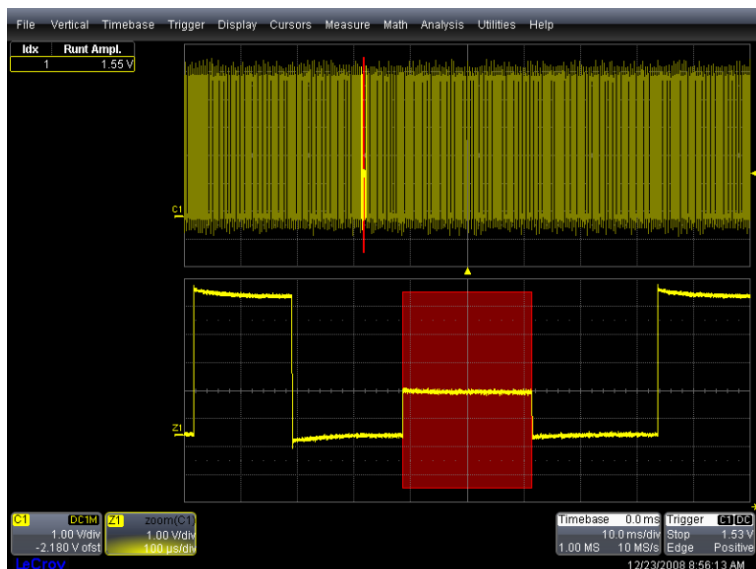 File Vertical Timebase Trigger Display Cursors Measure Math Analysis Utilities Help
Idx Runt Ampl.
1 1.55 V
C1
Z1
C1 DC1M
1.00 V/div
-2.180 V ofst
Z1 zoom(C1)
1.00 V/div
100 µs/div
Timebase 0.0 ms
10.0 ms/div
1.00 MS 10 MS/s
Trigger C1 DC
Stop 1.53 V
Edge Positive
LeCroy
12/23/2008 8:56:13 AM